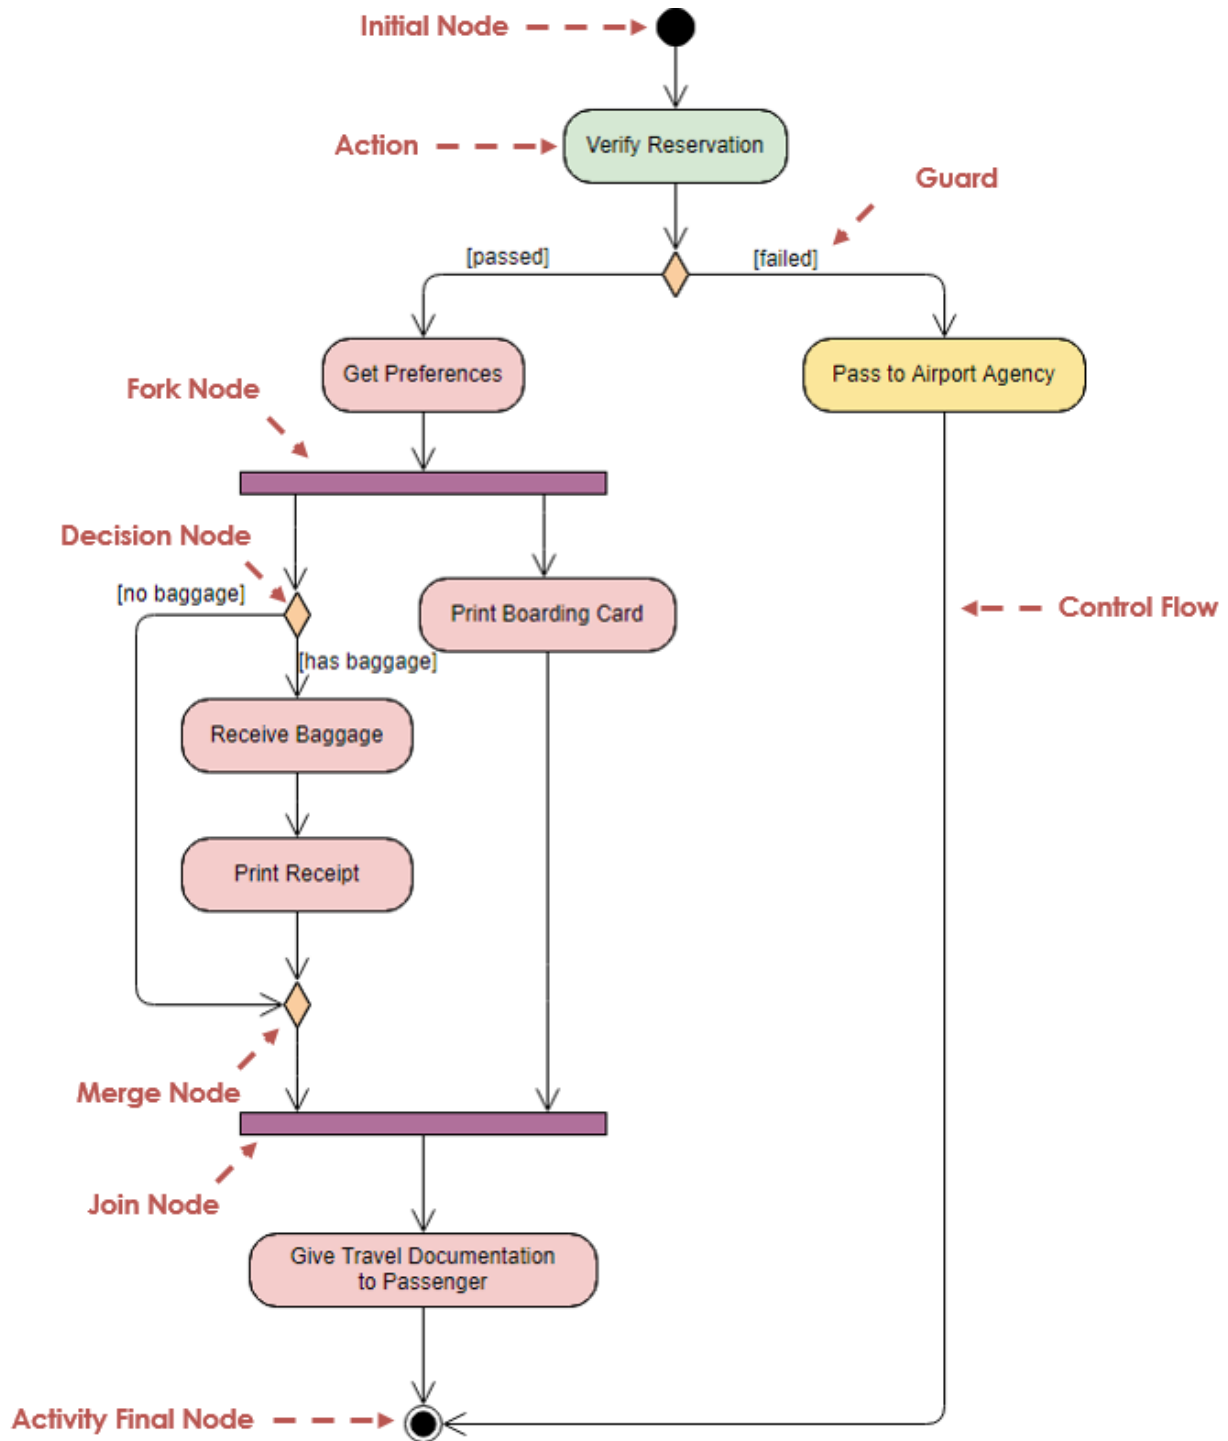 Initial Node
Action
Verify Reservation
Guard
[passed]
[failed]
Get Preferences
Pass to Airport Agency
Fork Node
Decision Node
[no baggage]
Print Boarding Card
Control Flow
[has baggage]
Receive Baggage
Print Receipt
Merge Node
Join Node
Give Travel Documentation
to Passenger
Activity Final Node